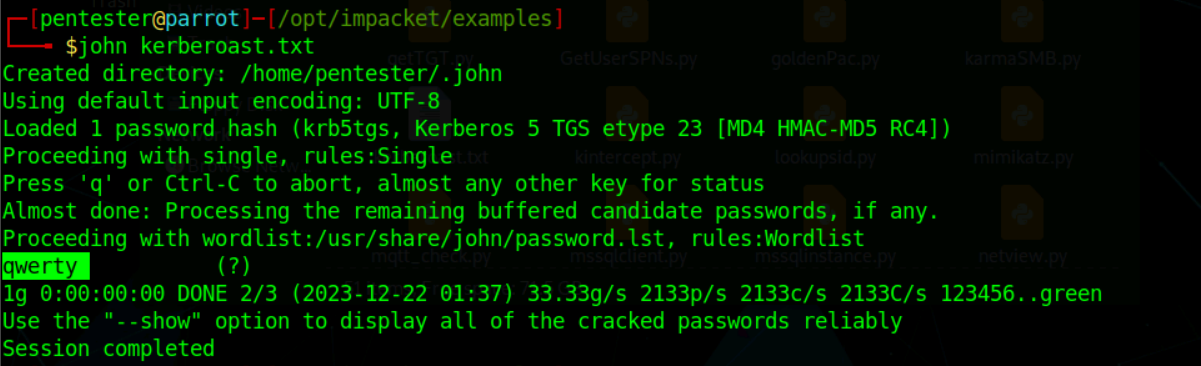 [pentester@parrot]-[/opt/impacket/examples]
$john kerberoast.txt
getTGT.py GetUserSPNs.py goldenPac.py karmaSMB.py
Created directory: /home/pentester/.john
Using default input encoding: UTF-8
Loaded 1 password hash (krb5tgs, Kerberos 5 TGS etype 23 [MD4 HMAC-MD5 RC4])
Proceeding with single, rules:Single
kintercept.py lookupsid.py mimikatz.py
Press 'q' or Ctrl-C to abort, almost any other key for status
Almost done: Processing the remaining buffered candidate passwords, if any.
Proceeding with wordlist:/usr/share/john/password.lst, rules:Wordlist
mqtt_check.py mssqlclient.py mssqlinstance.py netview.py
qwerty (?)
1g 0:00:00:00 DONE 2/3 (2023-12-22 01:37) 33.33g/s 2133p/s 2133c/s 2133C/s 123456..green
Use the "--show" option to display all of the cracked passwords reliably
Session completed